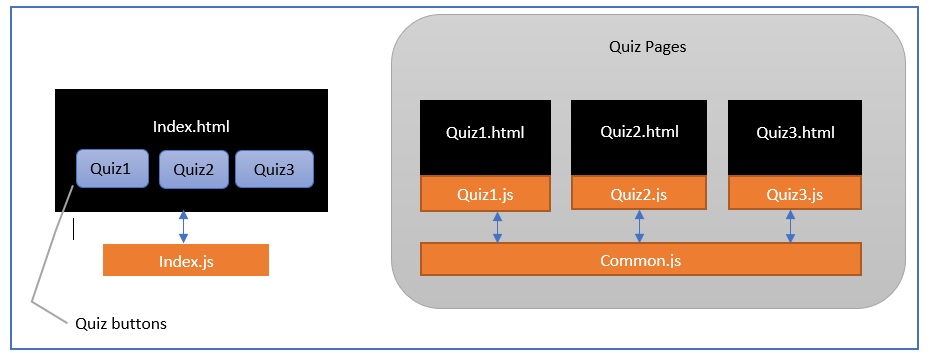 Quiz Pages
Index.html
Quiz1
Quiz2
Quiz3
Index.js
Quiz buttons
Quiz1.html
Quiz2.html
Quiz3.html
Quiz1.js
Quiz2.js
Quiz3.js
Common.js